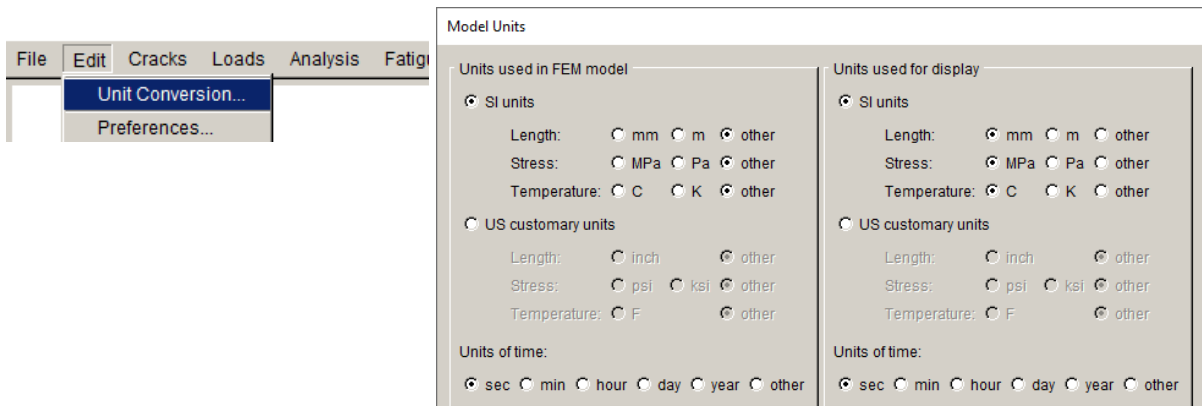 File Edit Cracks Loads Analysis Fatigu
Unit Conversion...
Preferences...
Model Units
Units used in FEM model
SI units
Length: mm m other
Stress: MPa Pa other
Temperature: C K other
US customary units
Length: inch other
Stress: psi ksi other
Temperature: F other
Units of time:
sec min hour day year other
Units used for display
SI units
Length: mm m other
Stress: MPa Pa other
Temperature: C K other
US customary units
Length: inch other
Stress: psi ksi other
Temperature: F other
Units of time:
sec min hour day year other